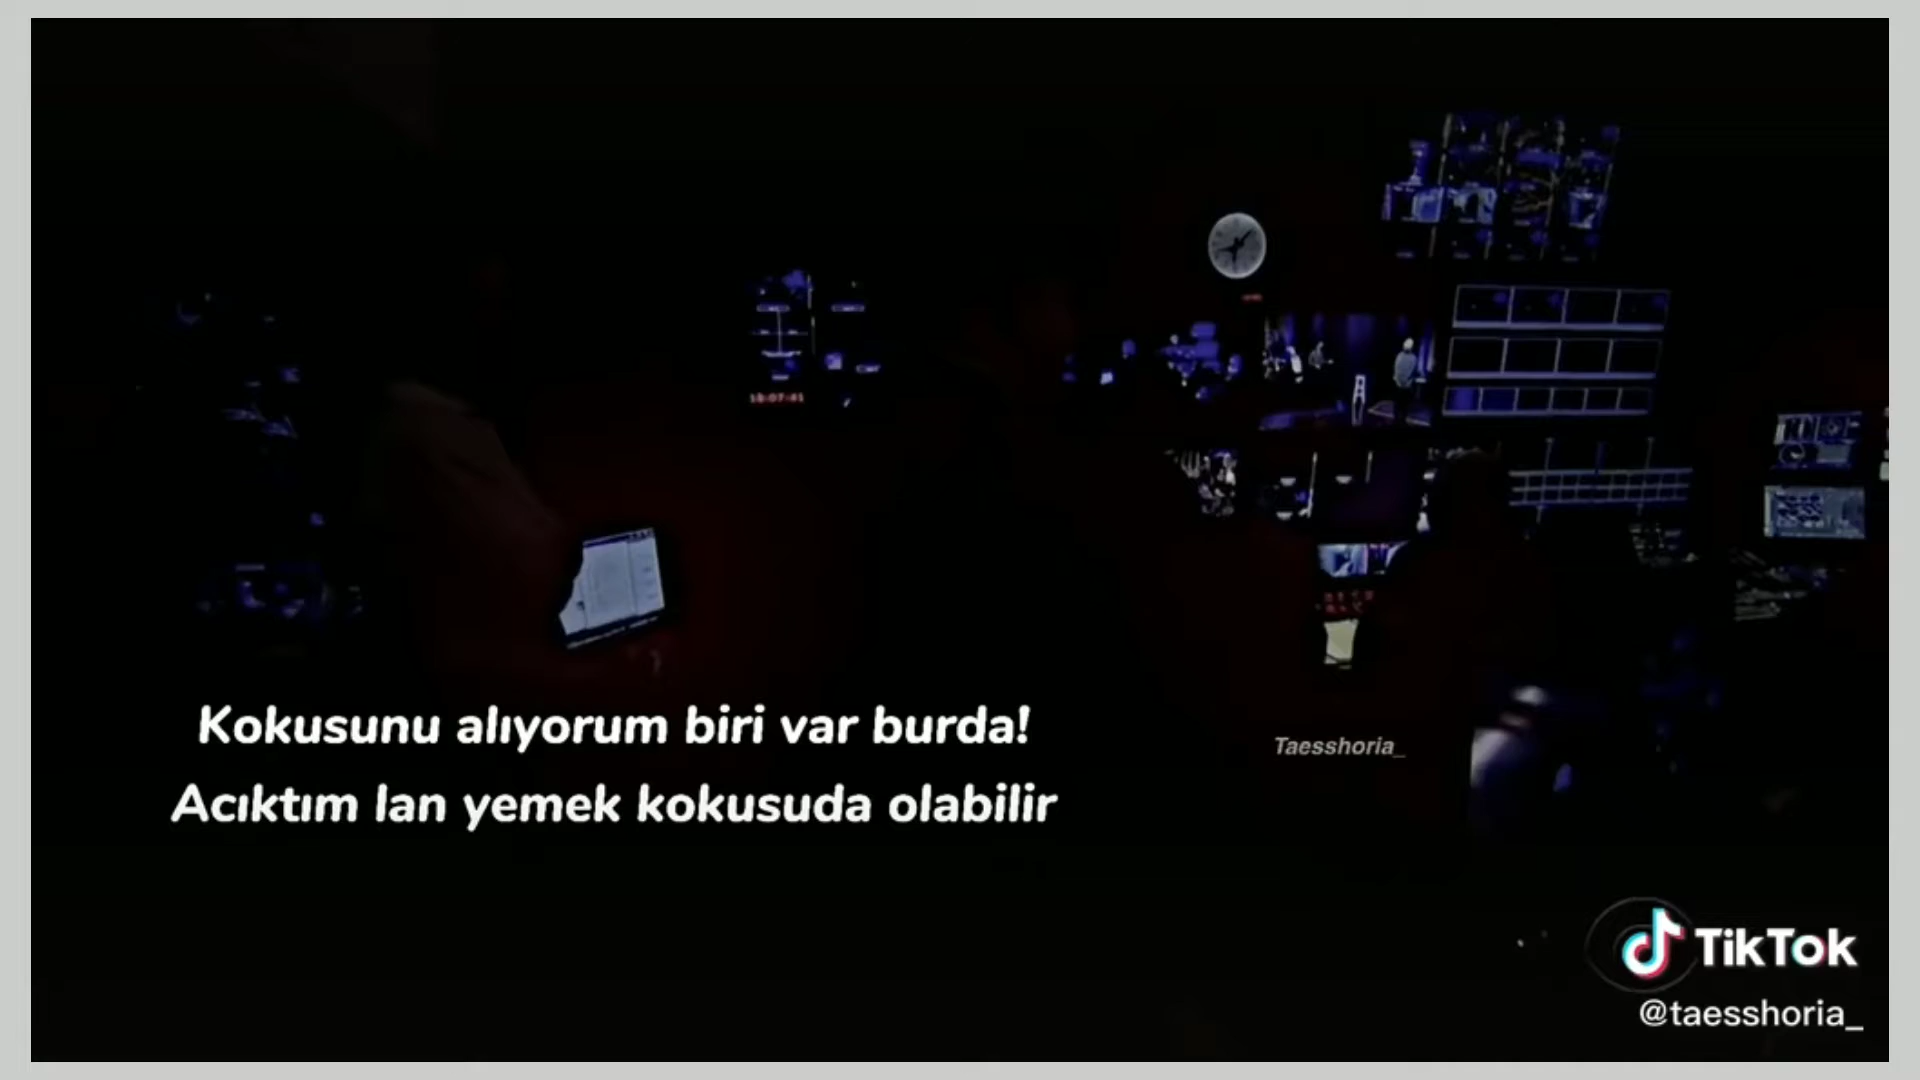 Kokusunu alıyorum biri var burda!
Acıktım lan yemek kokusuda olabilir
Taesshoria_
TikTok
@taesshoria_